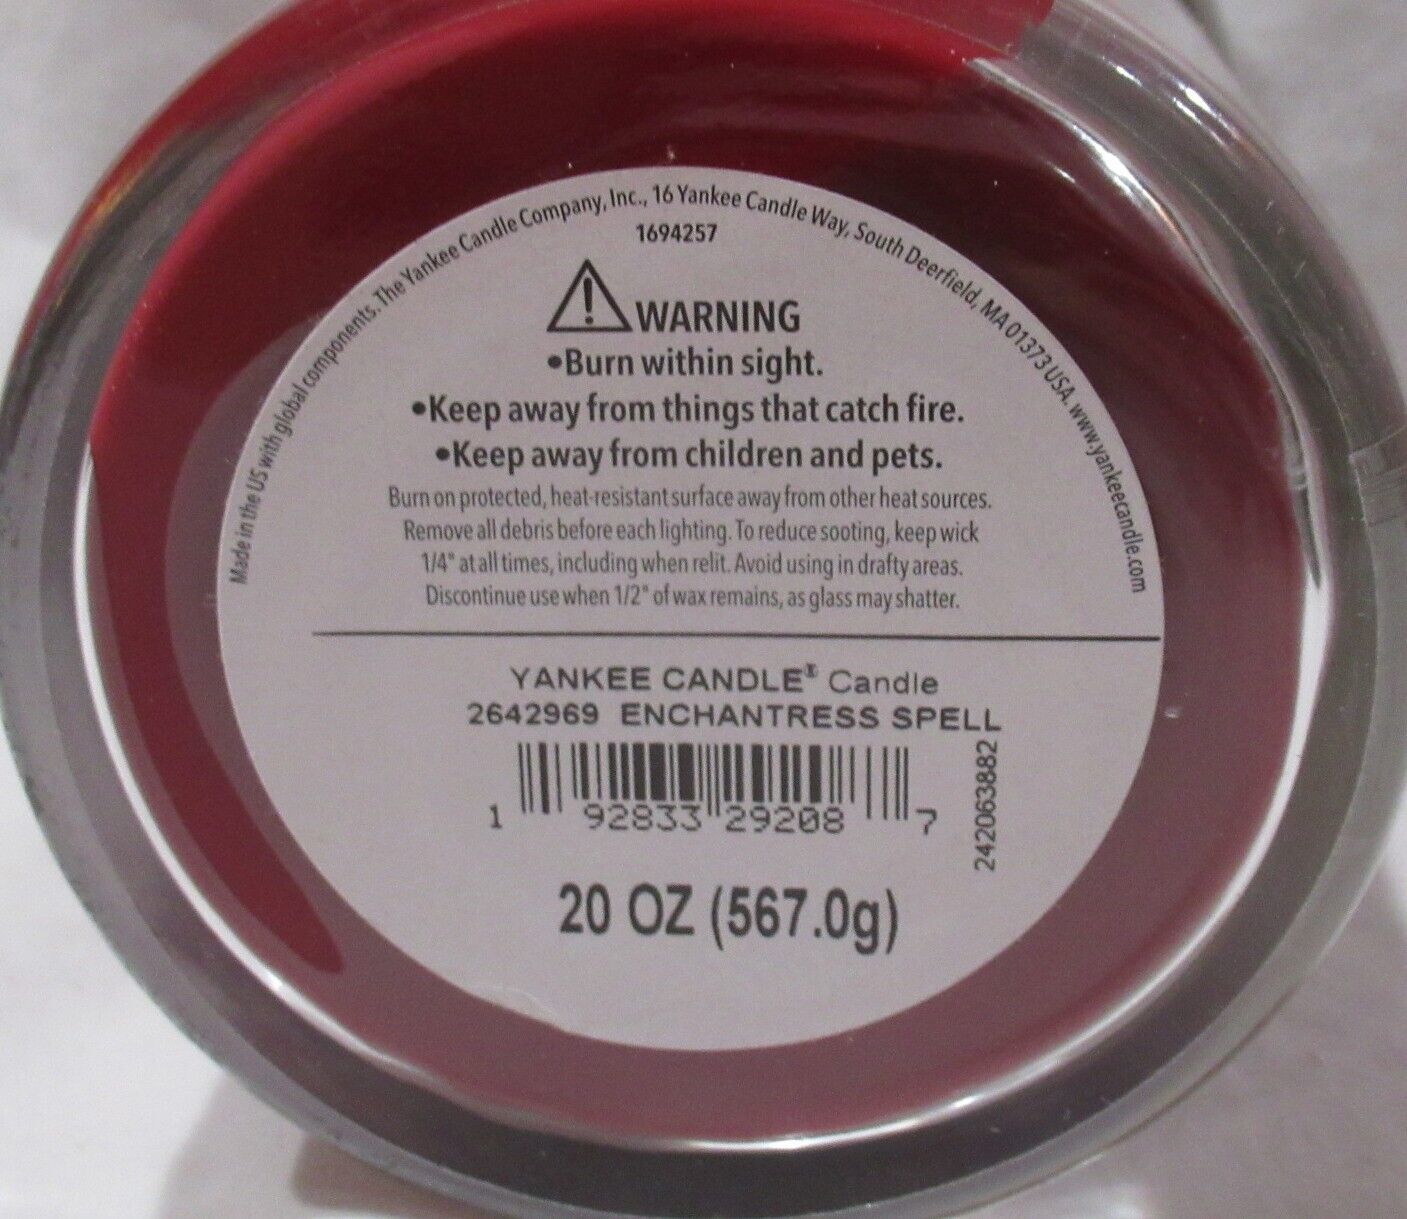 Made in the US with global components. The Yankee Candle Company, Inc., 16 Yankee Candle Way, South Deerfield, MA 01373 USA. www.yankeecandle.com
1694257
WARNING
•Burn within sight.
•Keep away from things that catch fire.
•Keep away from children and pets.
Burn on protected, heat-resistant surface away from other heat sources.
Remove all debris before each lighting. To reduce sooting, keep wick
1/4" at all times, including when relit. Avoid using in drafty areas.
Discontinue use when 1/2" of wax remains, as glass may shatter.
YANKEE CANDLE® Candle
2642969 ENCHANTRESS SPELL
1 92833 29208 7
242063882
20 OZ (567.0g)